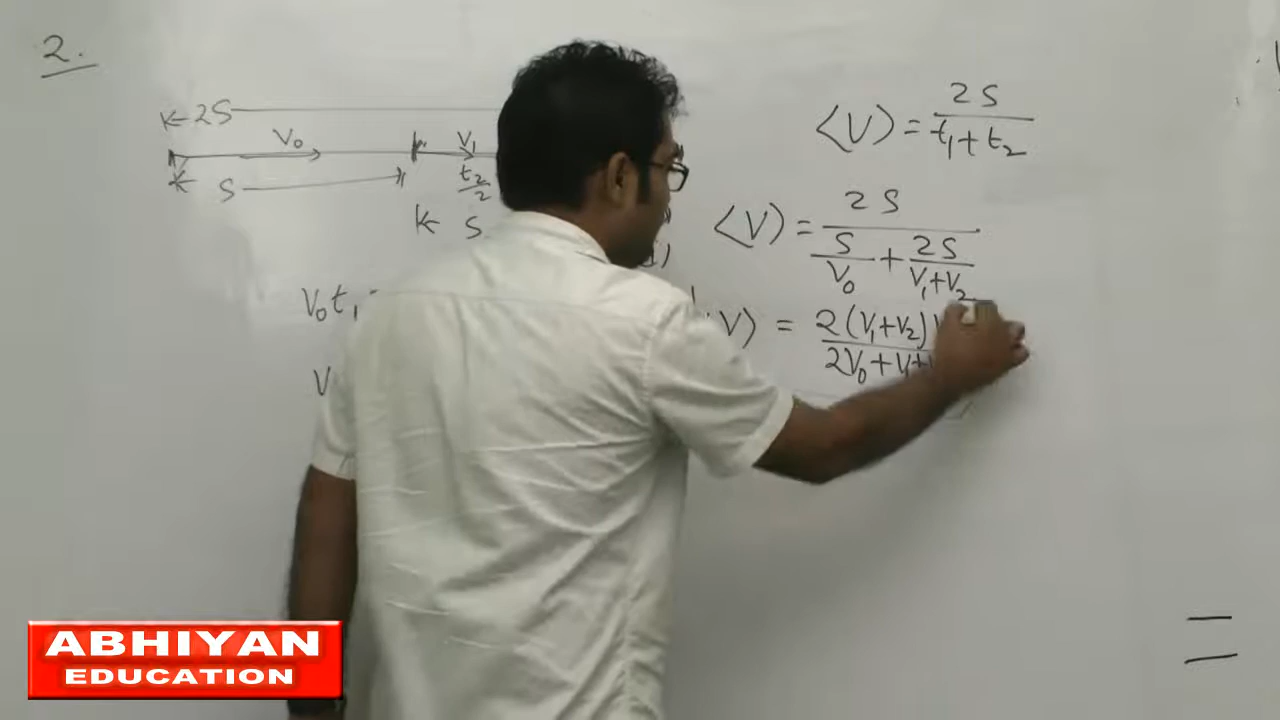 2.
2S
V₀ V₁
t₂/2
S
S
V₀t₁
V
⟨V⟩ = 2S/(t₁ + t₂)
⟨V⟩ = 2S/(S/V₀ + 2S/(V₁+V₂))
V⟩ = 2(V₁+V₂)/(2V₀ + V₁+
=
ABHIYAN
EDUCATION